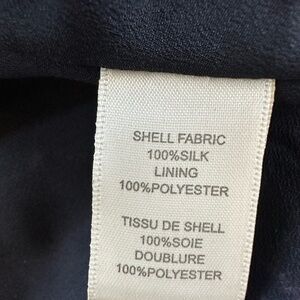 SHELL FABRIC
100%SILK
LINING
100%POLYESTER
TISSU DE SHELL
100%SOIE
DOUBLURE
100%POLYESTER